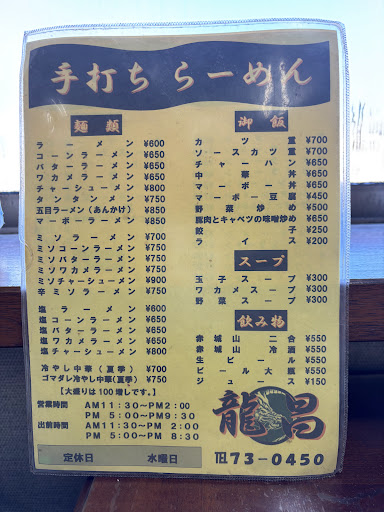 手打ちらーめん
麺類
ラーメン ¥600
コーンラーメン ¥650
バターラーメン ¥650
ワカメラーメン ¥650
チャーシューメン ¥800
タンタンメン ¥750
五目ラーメン(あんかけ) ¥850
マーボーラーメン ¥850
ミソラーメン ¥700
ミソコーンラーメン ¥750
ミソバターラーメン ¥750
ミソワカメラーメン ¥750
ミソチャーシューメン ¥900
辛ミソラーメン ¥750
塩ラーメン ¥600
塩コーンラーメン ¥650
塩バターラーメン ¥650
塩ワカメラーメン ¥650
塩チャーシューメン ¥800
冷やし中華(夏季) ¥700
ゴマダレ冷やし中華(夏季) ¥750
【大盛りは100増しです。】
営業時間 AM11:30~PM2:00
PM 5:00~PM9:30
出前時間 AM11:30~PM 2:00
PM 5:00~PM 8:30
定休日 水曜日
御飯
カツ重 ¥700
ソースカツ重 ¥700
チャーハン ¥650
中華丼 ¥650
マーボー丼 ¥650
マーボー豆腐 ¥450
野菜炒め ¥500
豚肉とキャベツの味噌炒め ¥650
餃子 ¥250
ライス ¥200
スープ
玉子スープ ¥300
ワカメスープ ¥300
野菜スープ ¥300
飲み物
赤城山二合 ¥550
赤城山冷酒 ¥550
生ビール ¥550
ビール大瓶 ¥550
ジュース ¥150
龍昌
TEL73-0450